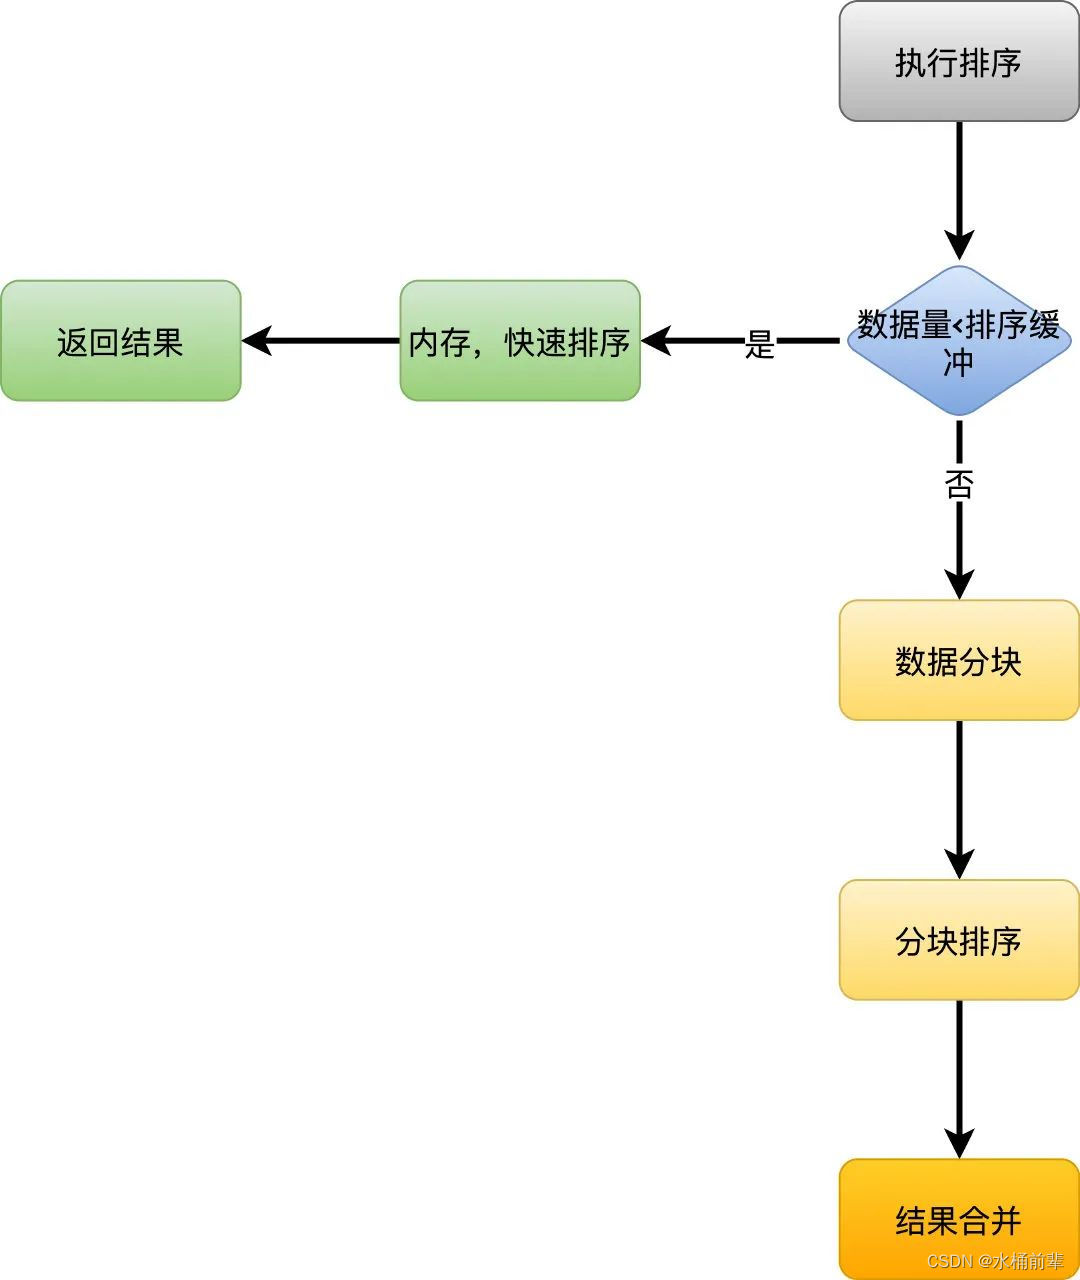 执行排序
数据量<排序缓
冲
是
内存，快速排序
返回结果
否
数据分块
分块排序
结果合并
CSDN @水桶前辈